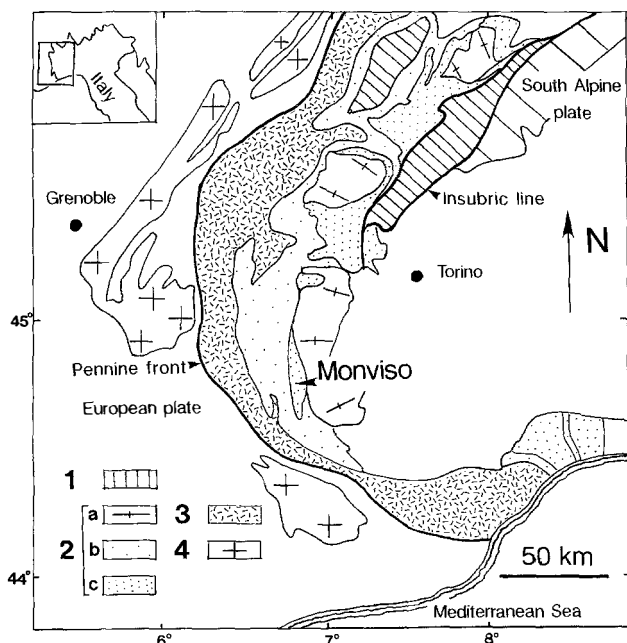 Italy
South Alpine
plate
Grenoble
Insubric line
N
Torino
45°
Pennine front
Monviso
European plate
1
a
3
2 b 4
c
50 km
44°
Mediterranean Sea
6° 7° 8°